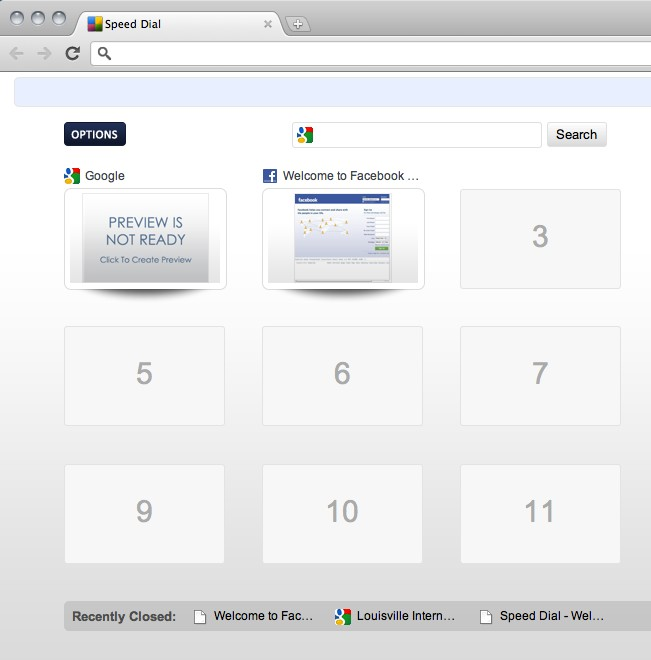 Speed Dial
OPTIONS
Search
Google
Welcome to Facebook ...
PREVIEW IS
NOT READY
Click To Create Preview
facebook
3
5
6
7
9
10
11
Recently Closed:
Welcome to Fac...
Louisville Intern...
Speed Dial - Wel...